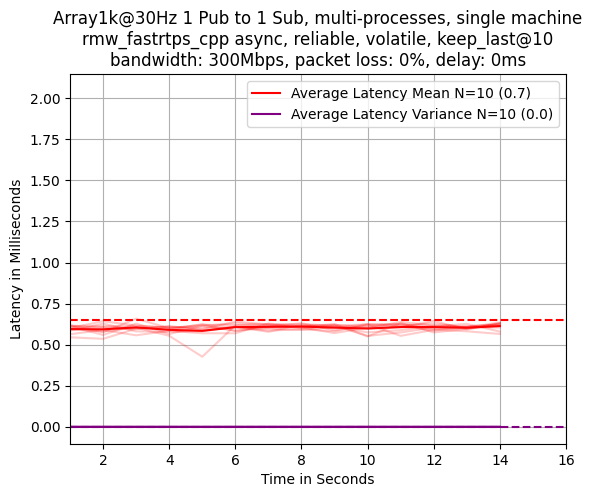 Array1k@30Hz 1 Pub to 1 Sub, multi-processes, single machine
rmw_fastrtps_cpp async, reliable, volatile, keep_last@10
bandwidth: 300Mbps, packet loss: 0%, delay: 0ms
Average Latency Mean N=10 (0.7)
Average Latency Variance N=10 (0.0)
Latency in Milliseconds
2.00
1.75
1.50
1.25
1.00
0.75
0.50
0.25
0.00
2 4 6 8 10 12 14 16
Time in Seconds